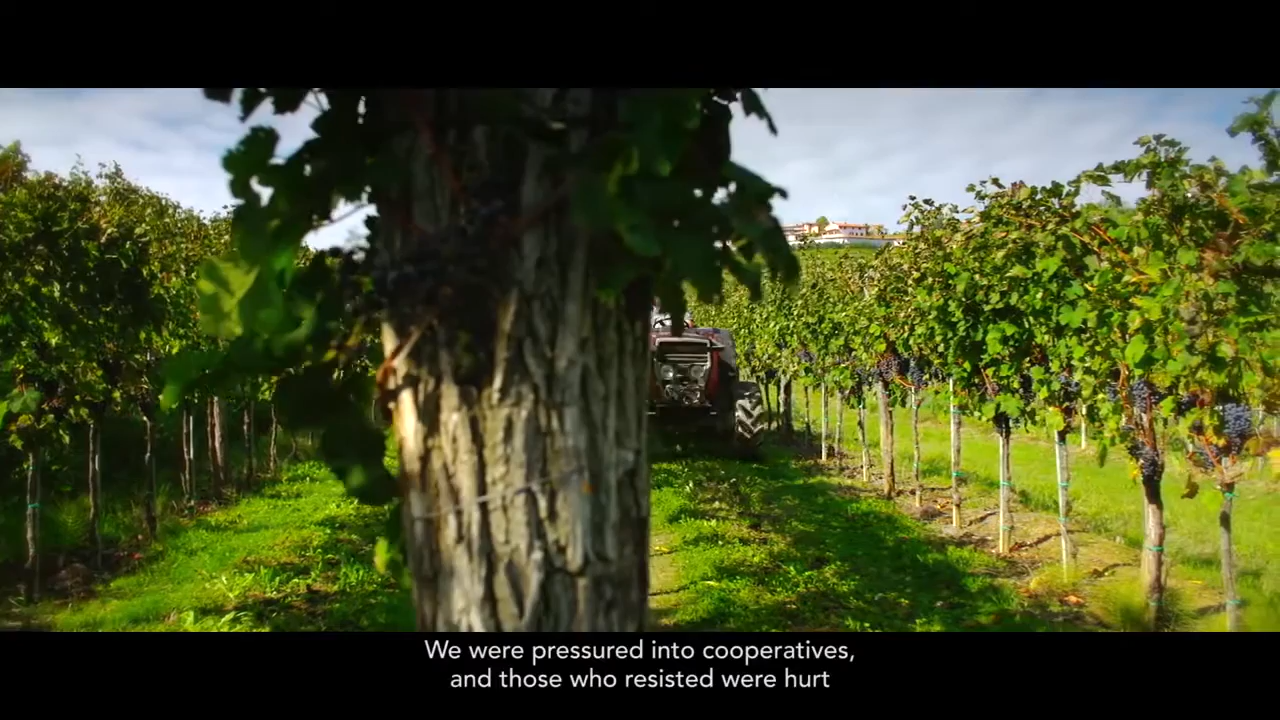 We were pressured into cooperatives,
and those who resisted were hurt